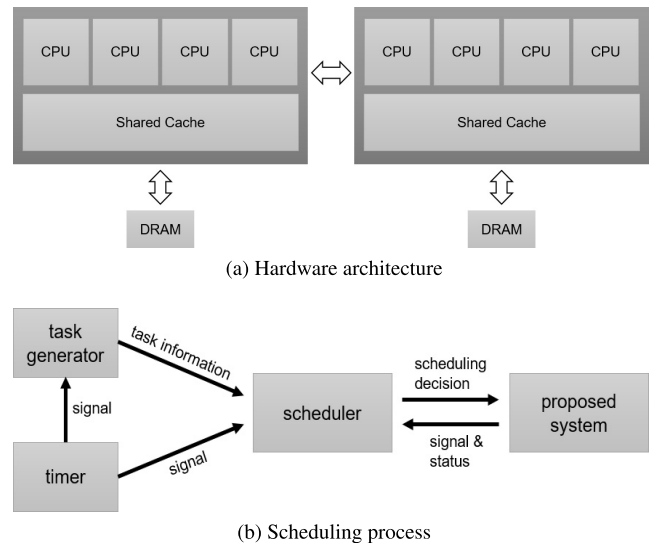 CPU CPU CPU CPU CPU CPU CPU CPU
Shared Cache Shared Cache
DRAM DRAM
(a) Hardware architecture
task
generator
task information
signal
timer
signal
scheduler
scheduling
decision
signal &
status
proposed
system
(b) Scheduling process